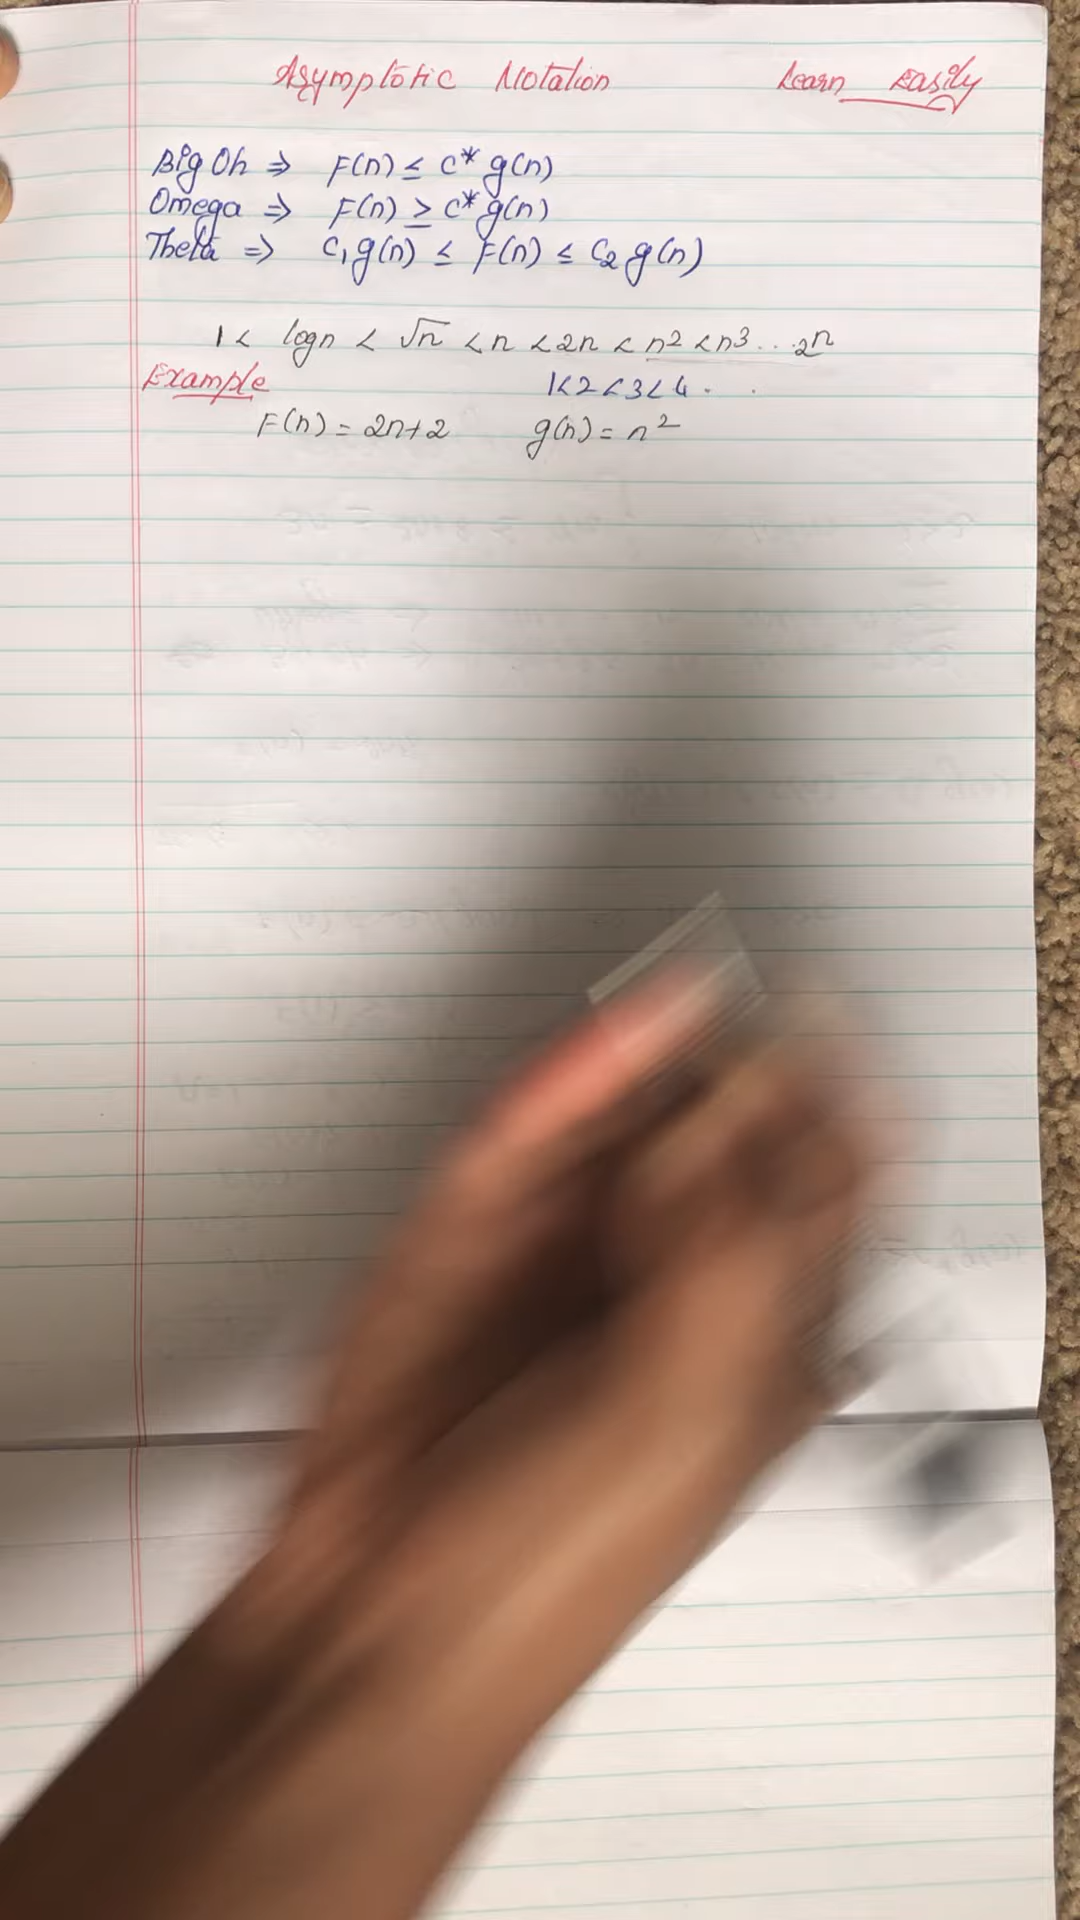 Asymptotic Notation Learn Easily
Big Oh ⇒ F(n) ≤ c* g(n)
Omega ⇒ F(n) ≥ c* g(n)
Theta ⇒ C₁g(n) ≤ F(n) ≤ C₂ g(n)
1 < logn < √n < n < 2n < n² < n³ ... 2ⁿ
Example 1<2<3<4 . .
F(n) = 2n+2 g(n) = n²